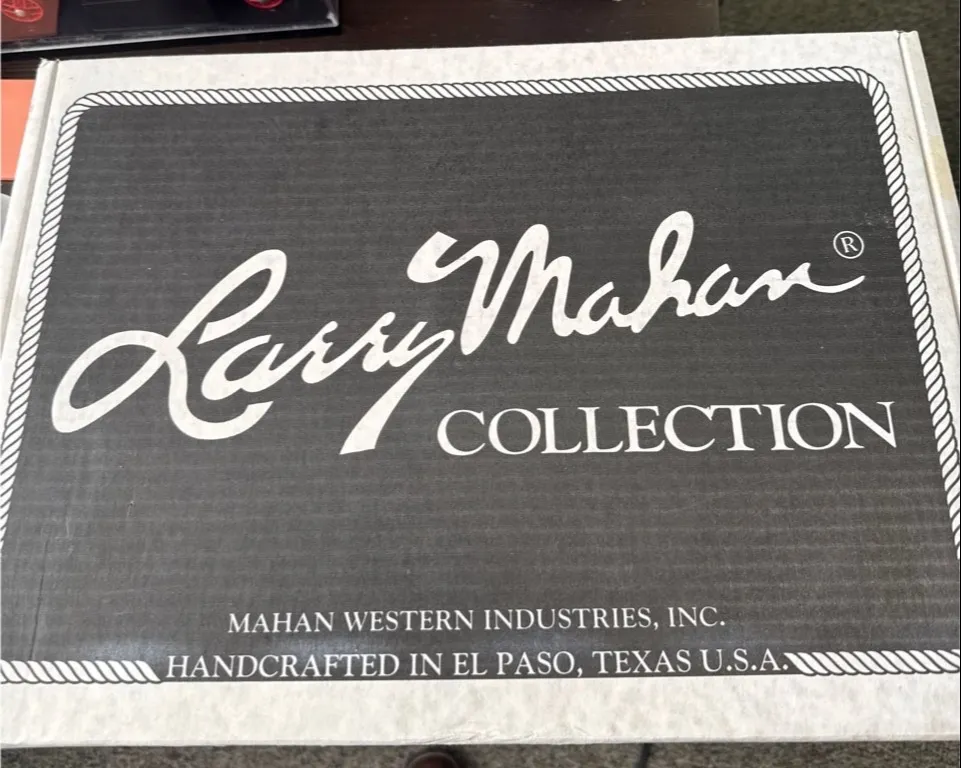 Larry Mahan ®
COLLECTION
MAHAN WESTERN INDUSTRIES, INC.
HANDCRAFTED IN EL PASO, TEXAS U.S.A.